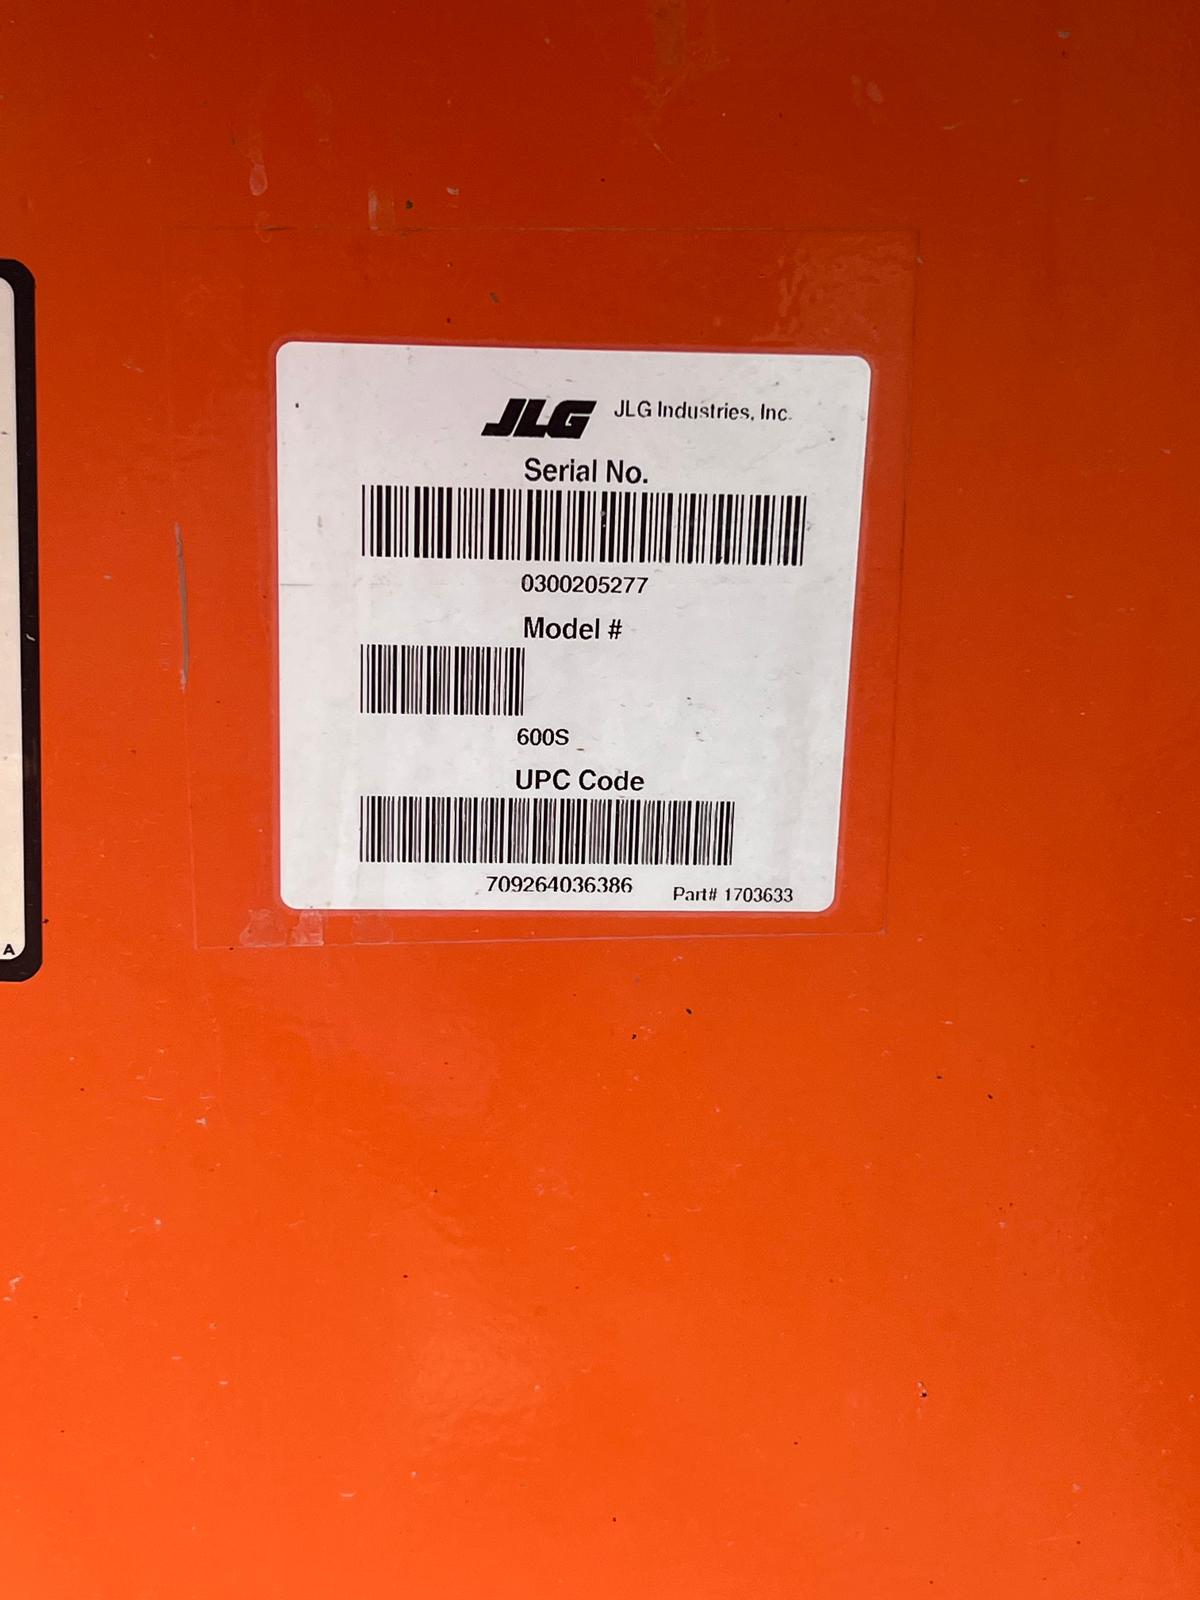 JLG JLG Industries, Inc.
Serial No.
0300205277
Model #
600S
UPC Code
709264036386 Part# 1703633
A